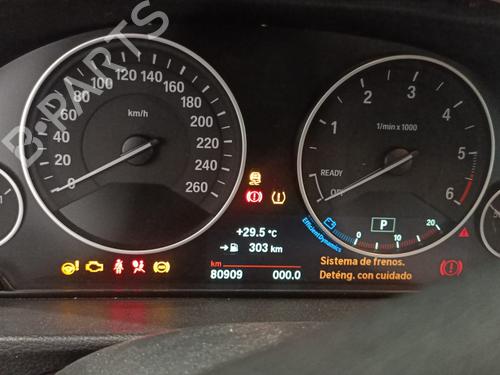 120 140
100 160
80 180
60 200
40 220
20 240
0 260
km/h
3 4
2 5
1 6
1/min x 1000
READY
OFF
EfficientDynamics
P
0 10 20
+29.5 °C
303 km
km
80909 000.0
Sistema de frenos.
Deténg. con cuidado
B-PARTS